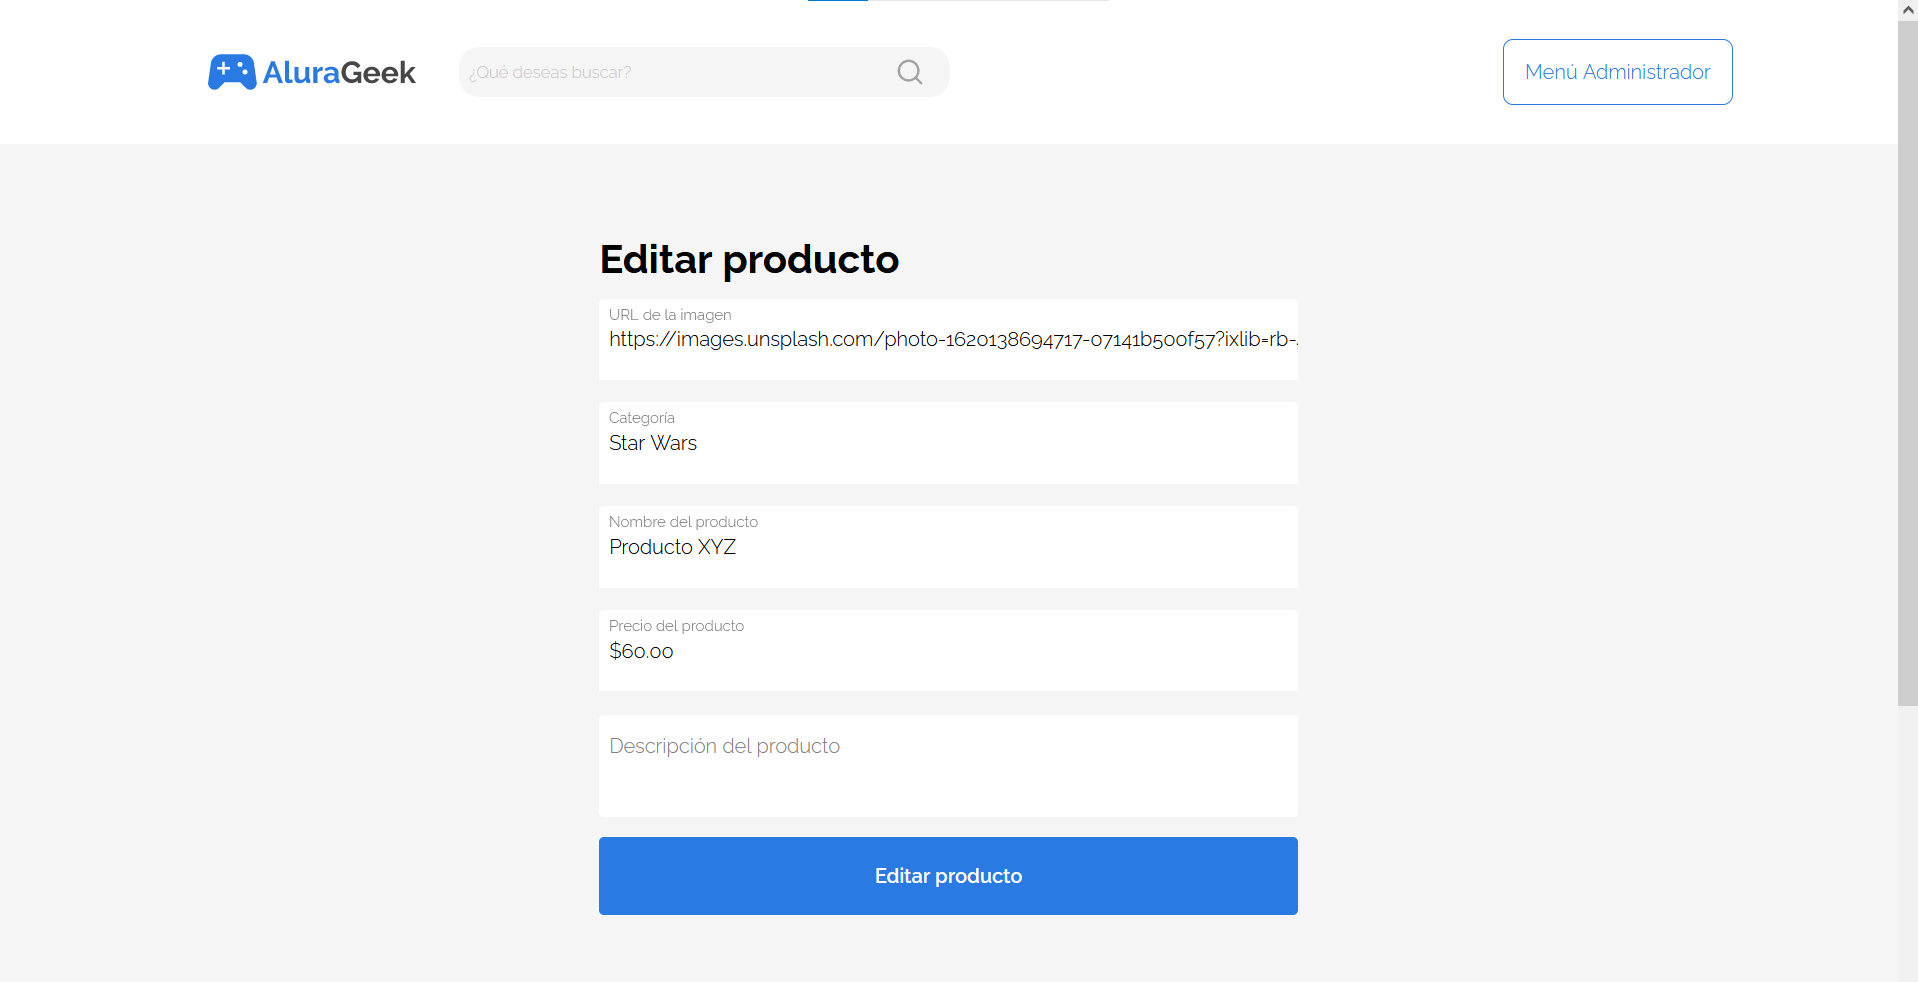 AluraGeek
¿Qué deseas buscar?
Menú Administrador
Editar producto
URL de la imagen
https://images.unsplash.com/photo-1620138694717-07141b500f57?ixlib=rb-
Categoría
Star Wars
Nombre del producto
Producto XYZ
Precio del producto
$60.00
Descripción del producto
Editar producto